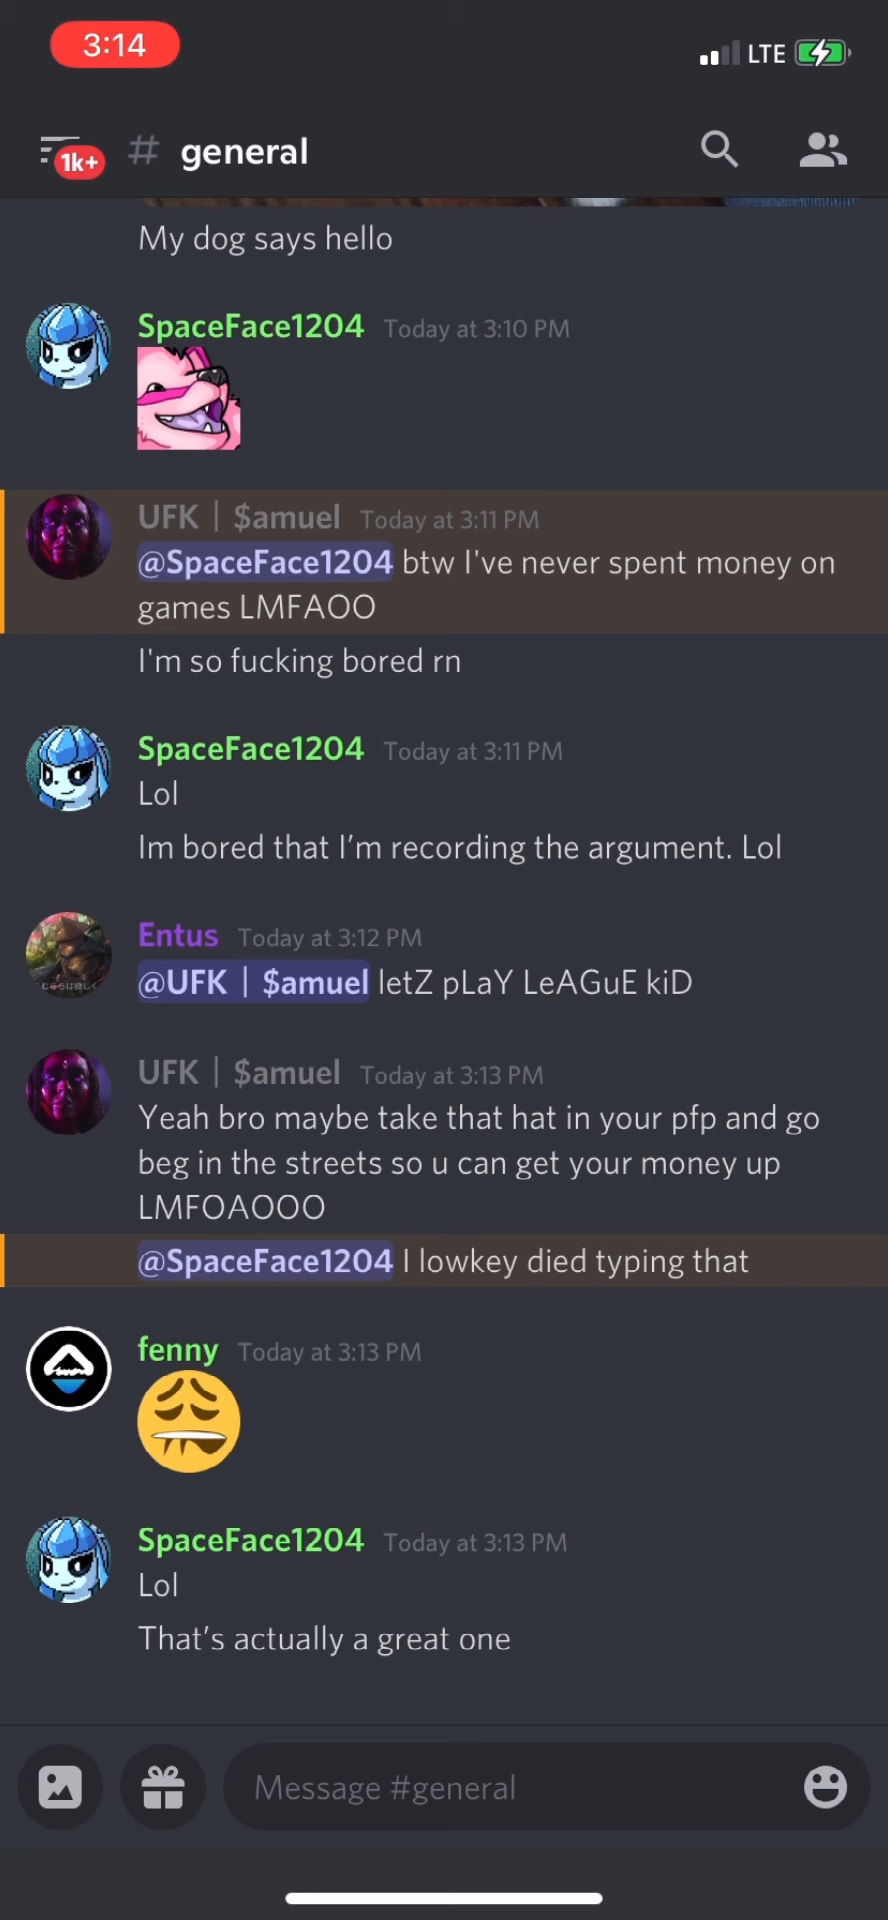 3:14
LTE
1k+
# general
My dog says hello
SpaceFace1204 Today at 3:10 PM
UFK | $amuel Today at 3:11 PM
@SpaceFace1204 btw I've never spent money on
games LMFAOO
I'm so fucking bored rn
SpaceFace1204 Today at 3:11 PM
Lol
Im bored that I’m recording the argument. Lol
Entus Today at 3:12 PM
@UFK | $amuel letZ pLaY LeAGuE kiD
UFK | $amuel Today at 3:13 PM
Yeah bro maybe take that hat in your pfp and go
beg in the streets so u can get your money up
LMFOAOOO
@SpaceFace1204 I lowkey died typing that
fenny Today at 3:13 PM
SpaceFace1204 Today at 3:13 PM
Lol
That’s actually a great one
Message #general